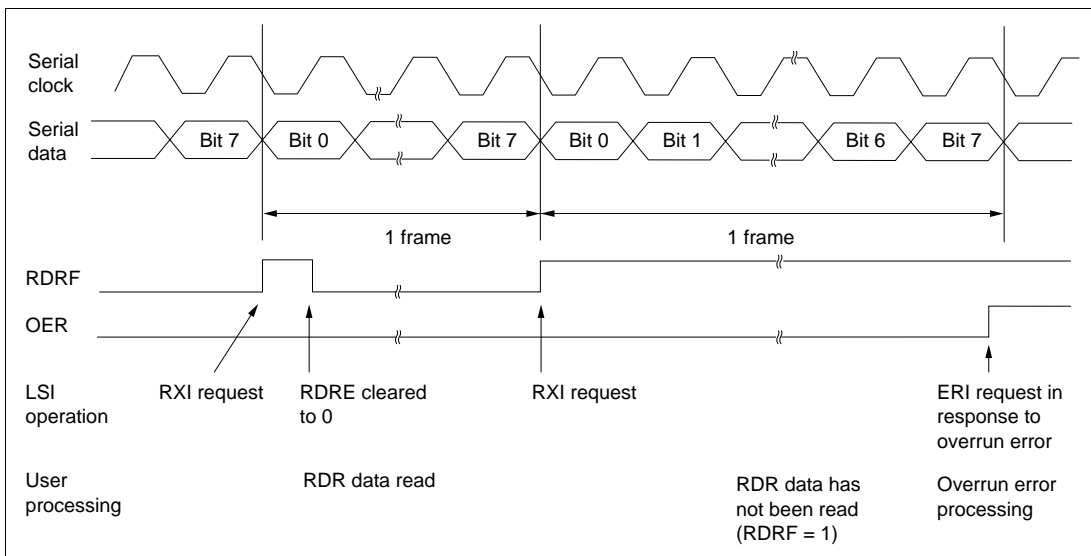 Serial
clock
Serial
data
Bit 7
Bit 0
Bit 7
Bit 0
Bit 1
Bit 6
Bit 7
1 frame
1 frame
RDRF
OER
LSI
operation
RXI request
RDRE cleared
to 0
RXI request
ERI request in
response to
overrun error
User
processing
RDR data read
RDR data has
not been read
(RDRF = 1)
Overrun error
processing